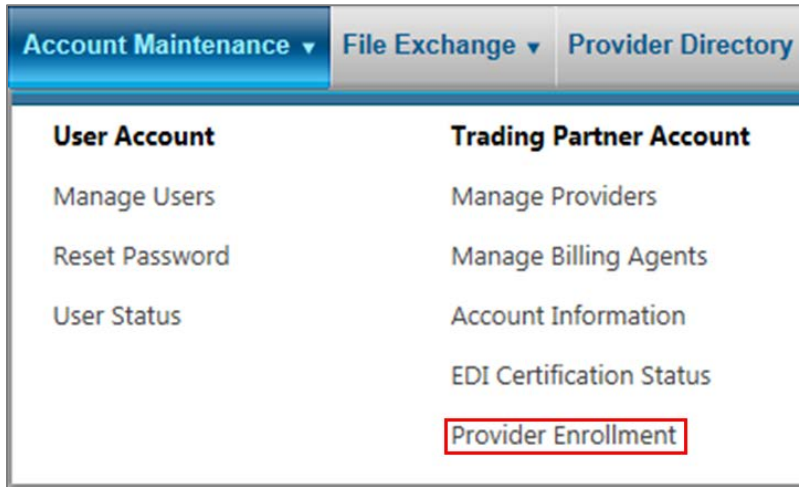 Account Maintenance ▾ File Exchange ▾ Provider Directory
User Account
Manage Users
Reset Password
User Status
Trading Partner Account
Manage Providers
Manage Billing Agents
Account Information
EDI Certification Status
Provider Enrollment